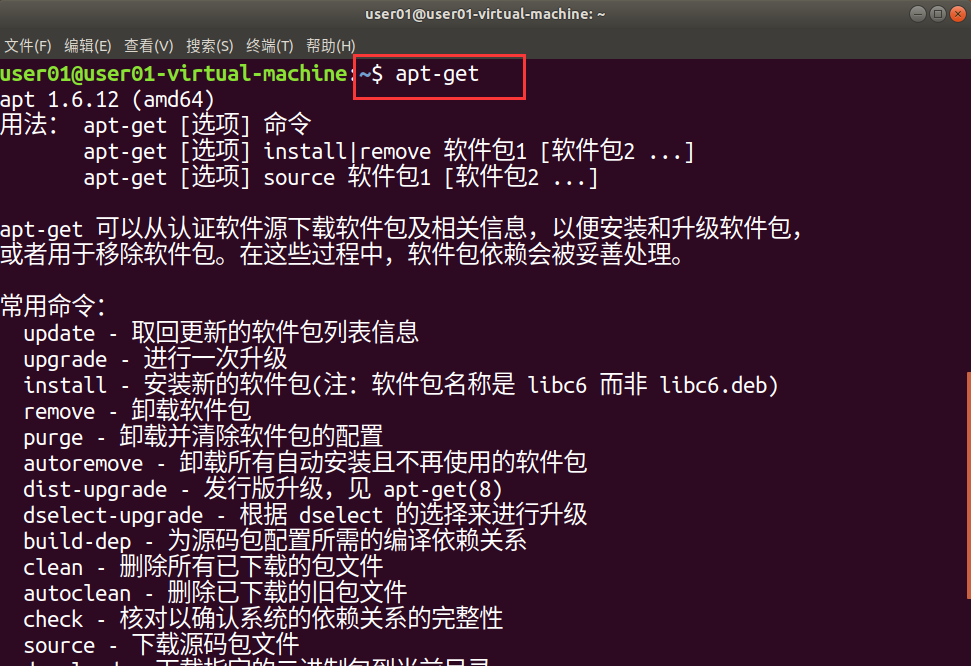 user01@user01-virtual-machine: ~
文件(F) 编辑(E) 查看(V) 搜索(S) 终端(T) 帮助(H)
user01@user01-virtual-machine:~$ apt-get
apt 1.6.12 (amd64)
用法： apt-get [选项] 命令
apt-get [选项] install|remove 软件包1 [软件包2 ...]
apt-get [选项] source 软件包1 [软件包2 ...]
apt-get 可以从认证软件源下载软件包及相关信息，以便安装和升级软件包，
或者用于移除软件包。在这些过程中，软件包依赖会被妥善处理。
常用命令：
update - 取回更新的软件包列表信息
upgrade - 进行一次升级
install - 安装新的软件包(注：软件包名称是 libc6 而非 libc6.deb)
remove - 卸载软件包
purge - 卸载并清除软件包的配置
autoremove - 卸载所有自动安装且不再使用的软件包
dist-upgrade - 发行版升级，见 apt-get(8)
dselect-upgrade - 根据 dselect 的选择来进行升级
build-dep - 为源码包配置所需的编译依赖关系
clean - 删除所有已下载的包文件
autoclean - 删除已下载的旧包文件
check - 核对以确认系统的依赖关系的完整性
source - 下载源码包文件
download - 下载指定的二进制包到当前目录